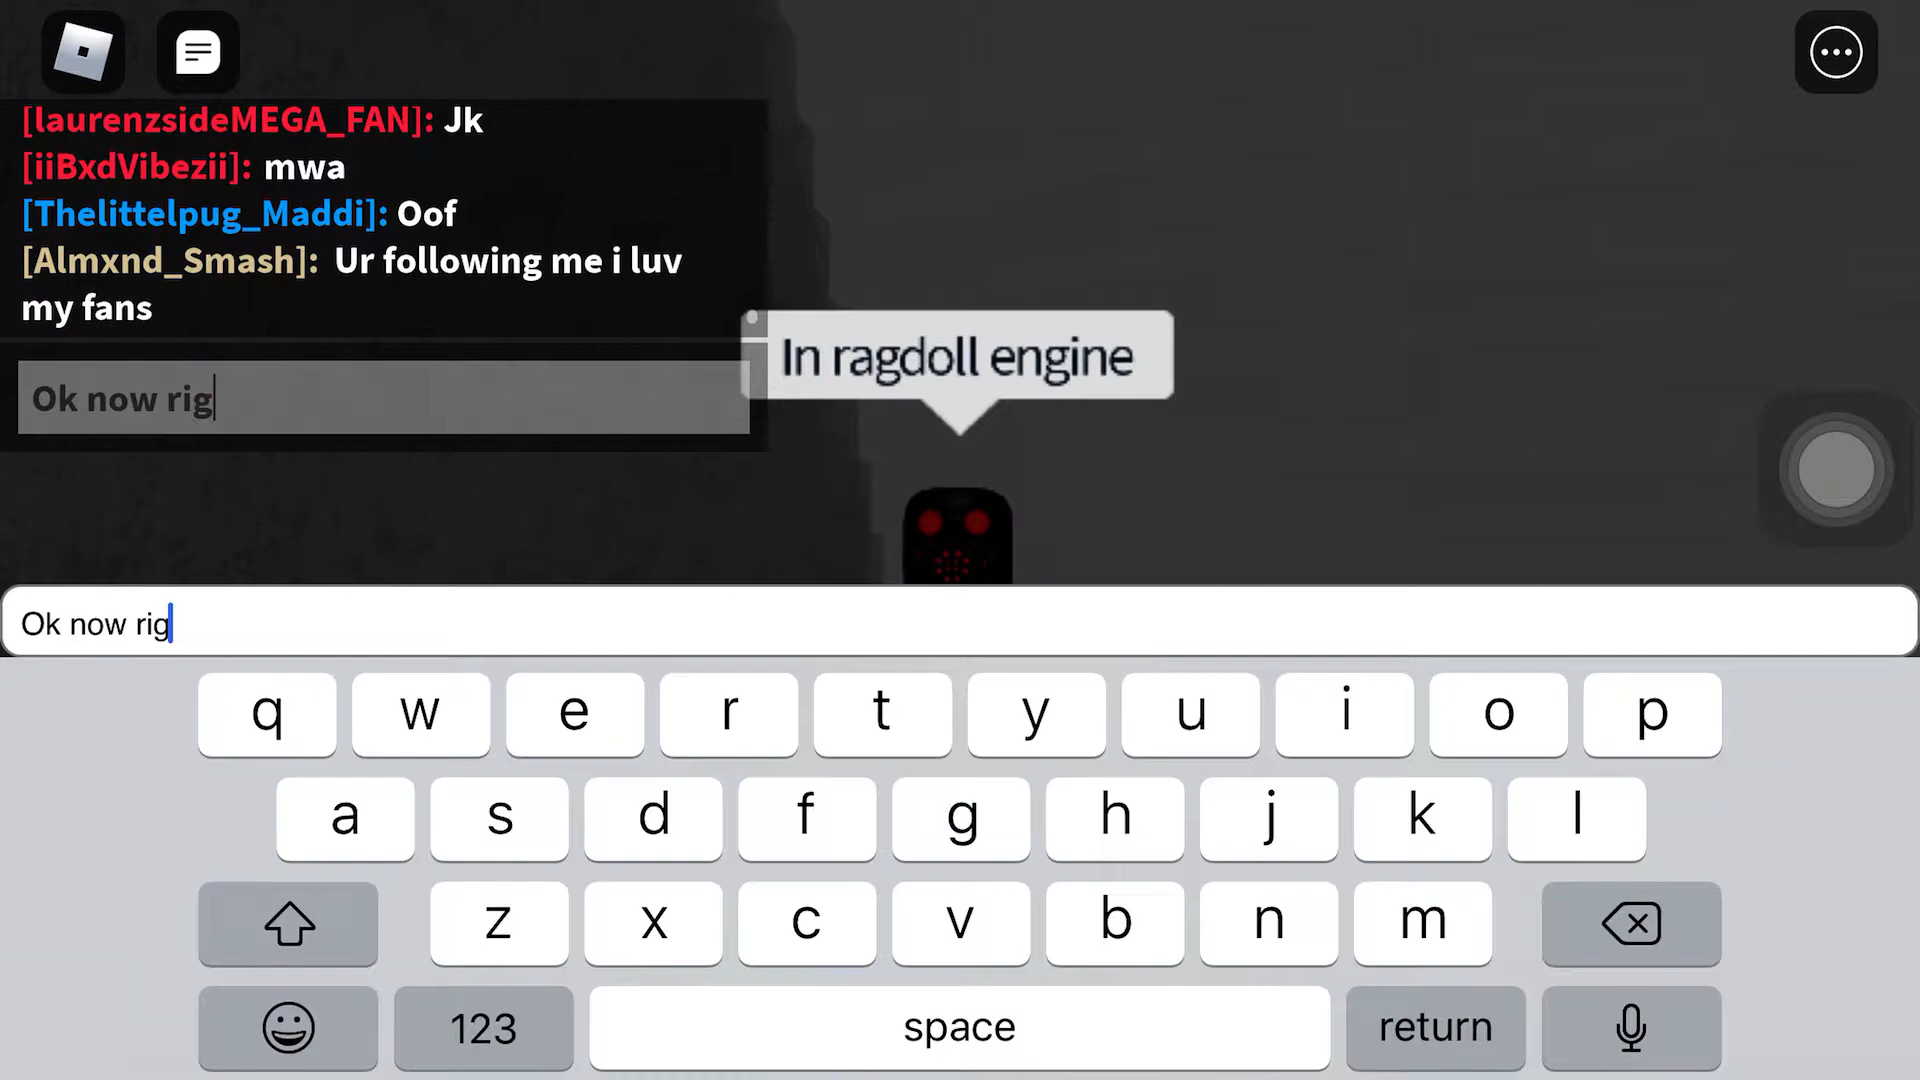 [laurenzsideMEGA_FAN]: Jk
[iiBxdVibezii]: mwa
[Thelittelpug_Maddi]: Oof
[Almxnd_Smash]: Ur following me i luv
my fans
In ragdoll engine
Ok now rig
Ok now rig
q w e r t y u i o p
a s d f g h j k l
z x c v b n m
123 space return